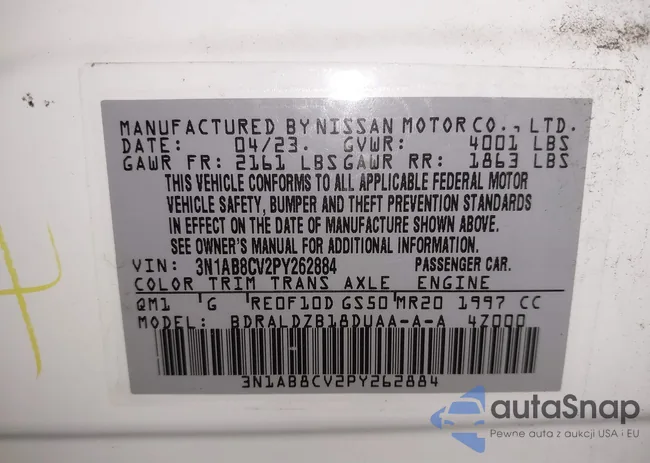 MANUFACTURED BY NISSAN MOTOR CO., LTD.
DATE: 04/23. GVWR: 4001 LBS
GAWR FR: 2161 LBS GAWR RR: 1863 LBS
THIS VEHICLE CONFORMS TO ALL APPLICABLE FEDERAL MOTOR
VEHICLE SAFETY, BUMPER AND THEFT PREVENTION STANDARDS
IN EFFECT ON THE DATE OF MANUFACTURE SHOWN ABOVE.
SEE OWNER'S MANUAL FOR ADDITIONAL INFORMATION.
VIN: 3N1AB8CV2PY262884 PASSENGER CAR.
COLOR TRIM TRANS AXLE ENGINE
QM1 G RE0F10D GS50 MR20 1997 CC
MODEL: BDRALDZB18DUAA-A-A 4Z000
3N1AB8CV2PY262884
autaSnap
Pewne auta z aukcji USA i EU